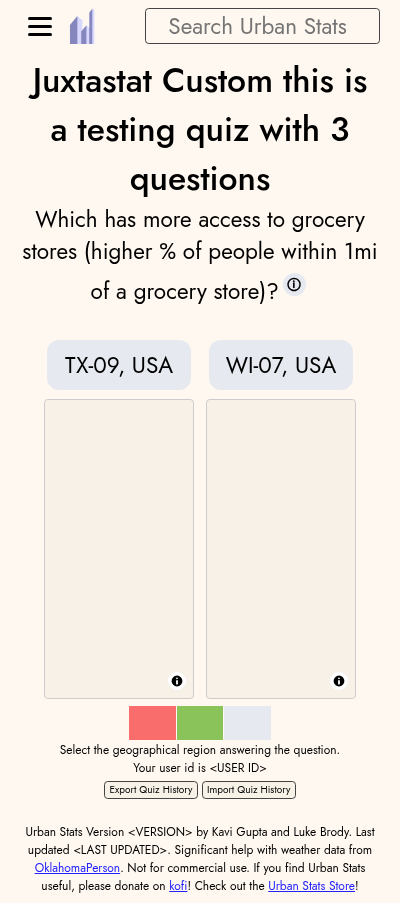 Search Urban Stats
Juxtastat Custom this is
a testing quiz with 3
questions
Which has more access to grocery
stores (higher % of people within 1mi
of a grocery store)?
TX-09, USA
WI-07, USA
Select the geographical region answering the question.
Your user id is <USER ID>
Export Quiz History
Import Quiz History
Urban Stats Version <VERSION> by Kavi Gupta and Luke Brody. Last
updated <LAST UPDATED>. Significant help with weather data from
OklahomaPerson. Not for commercial use. If you find Urban Stats
useful, please donate on kofi! Check out the Urban Stats Store!